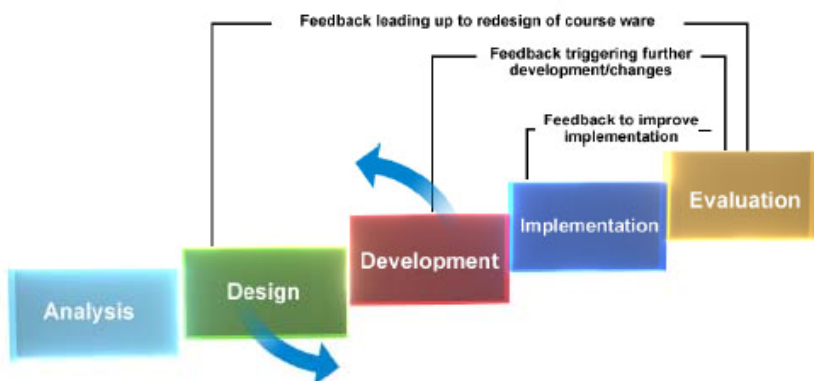 Feedback leading up to redesign of course ware
Feedback triggering further
development/changes
Feedback to improve
implementation
Evaluation
Implementation
Development
Design
Analysis